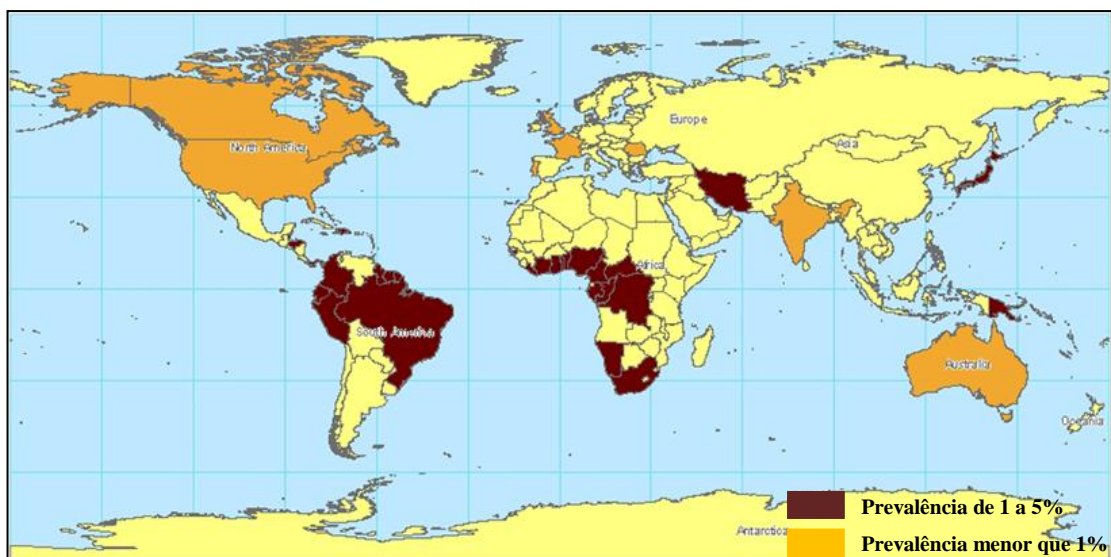 Europe
Asia
North America
Africa
South America
Australia
Oceania
Prevalência de 1 a 5%
Antarctica
Prevalência menor que 1%